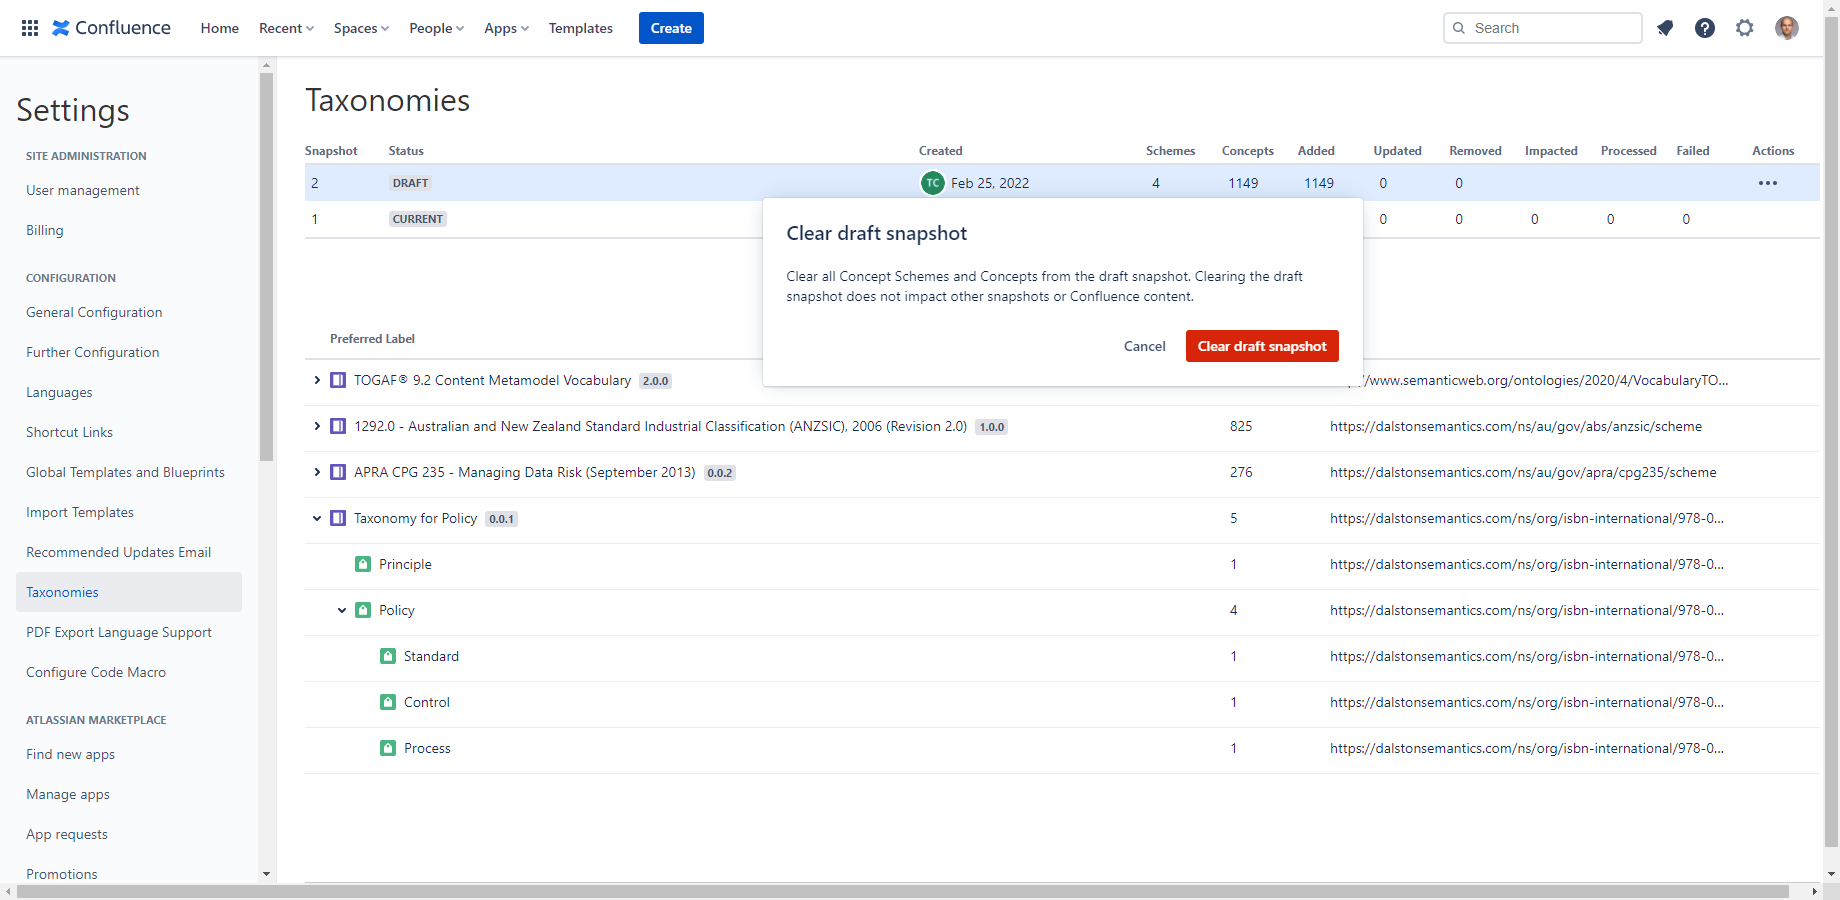 Confluence Home Recent Spaces People Apps Templates Create Search
Settings
SITE ADMINISTRATION
User management
Billing
CONFIGURATION
General Configuration
Further Configuration
Languages
Shortcut Links
Global Templates and Blueprints
Import Templates
Recommended Updates Email
Taxonomies
PDF Export Language Support
Configure Code Macro
ATLASSIAN MARKETPLACE
Find new apps
Manage apps
App requests
Promotions
Taxonomies
Snapshot Status Created Schemes Concepts Added Updated Removed Impacted Processed Failed Actions
2 DRAFT TC Feb 25, 2022 4 1149 1149 0 0
1 CURRENT 0 0 0 0 0
Clear draft snapshot
Clear all Concept Schemes and Concepts from the draft snapshot. Clearing the draft
snapshot does not impact other snapshots or Confluence content.
Cancel Clear draft snapshot
Preferred Label
TOGAF® 9.2 Content Metamodel Vocabulary 2.0.0 /www.semanticweb.org/ontologies/2020/4/VocabularyTO...
1292.0 - Australian and New Zealand Standard Industrial Classification (ANZSIC), 2006 (Revision 2.0) 1.0.0 825 https://dalstonsemantics.com/ns/au/gov/abs/anzsic/scheme
APRA CPG 235 - Managing Data Risk (September 2013) 0.0.2 276 https://dalstonsemantics.com/ns/au/gov/apra/cpg235/scheme
Taxonomy for Policy 0.0.1 5 https://dalstonsemantics.com/ns/org/isbn-international/978-0...
Principle 1 https://dalstonsemantics.com/ns/org/isbn-international/978-0...
Policy 4 https://dalstonsemantics.com/ns/org/isbn-international/978-0...
Standard 1 https://dalstonsemantics.com/ns/org/isbn-international/978-0...
Control 1 https://dalstonsemantics.com/ns/org/isbn-international/978-0...
Process 1 https://dalstonsemantics.com/ns/org/isbn-international/978-0...